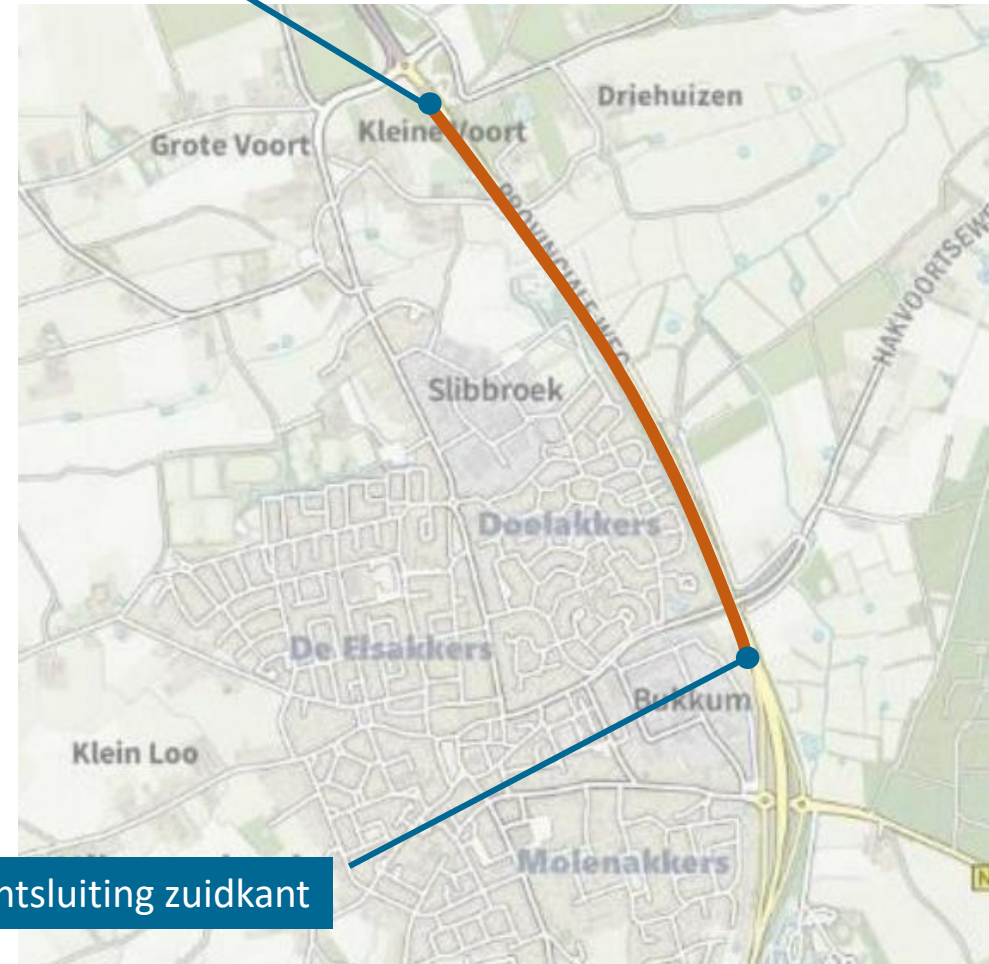 Driehuizen
Kleine Voort
Grote Voort
PROVINCIALE WEG
HAKVOORTSEWE
Slibbroek
Doelakkers
De Elsakkers
Bukkum
Klein Loo
Molenakkers
N
ntsluiting zuidkant